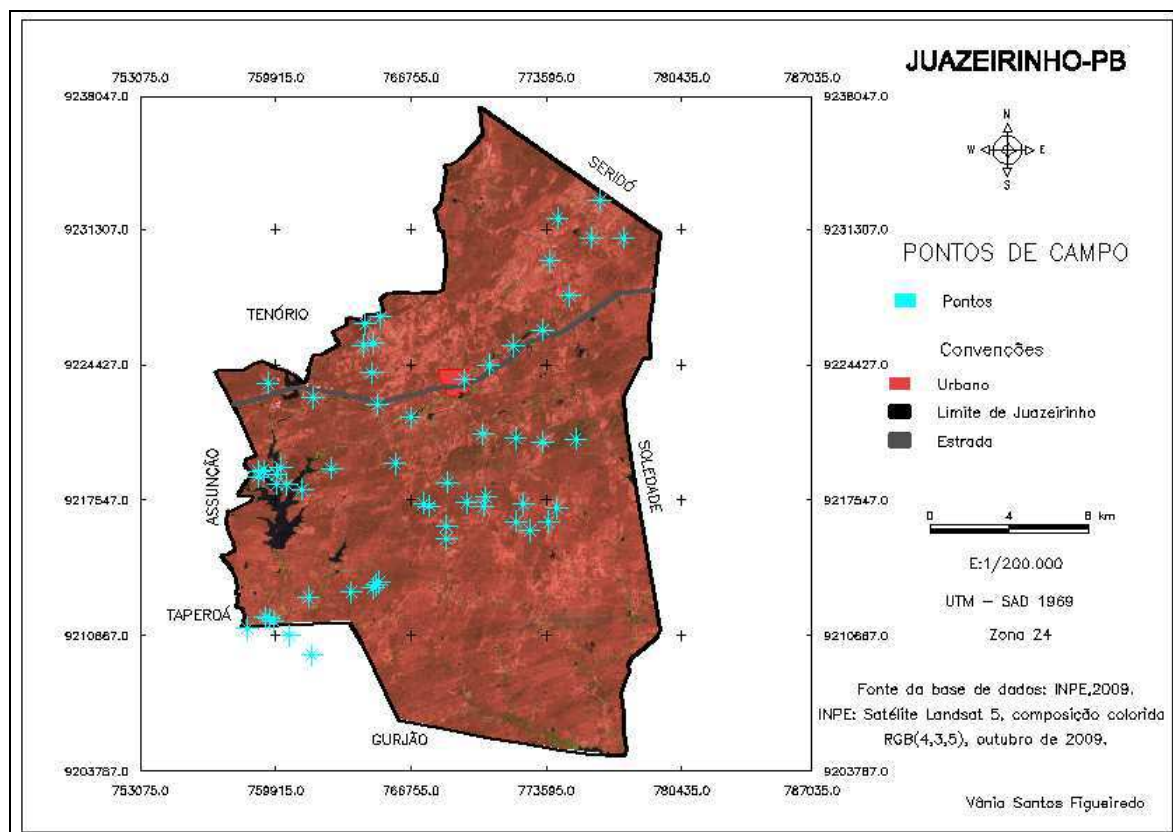 JUAZEIRINHO-PB
753075.0 759915.0 766755.0 773595.0 780435.0 787035.0
9238047.0 9238047.0
N
W E
S
SERIDÓ
9231307.0 9231307.0
PONTOS DE CAMPO
Pontos
TENÓRIO
Convenções
9224427.0 9224427.0
Urbano
Limite de Juazeirinho
Estrada
ASSUNÇÃO
SOLEDADE
9217547.0 9217547.0
0 4 8 km
E:1/200.000
UTM - SAD 1969
Zona 24
TAPEROÁ
9210667.0 9210667.0
Fonte da base de dados: INPE,2009.
INPE: Satélite Landsat 5, composição colorida
RGB(4,3,5), outubro de 2009.
GURJÃO
9203787.0 9203787.0
753075.0 759915.0 766755.0 773595.0 780435.0 787035.0
Vânia Santos Figueiredo